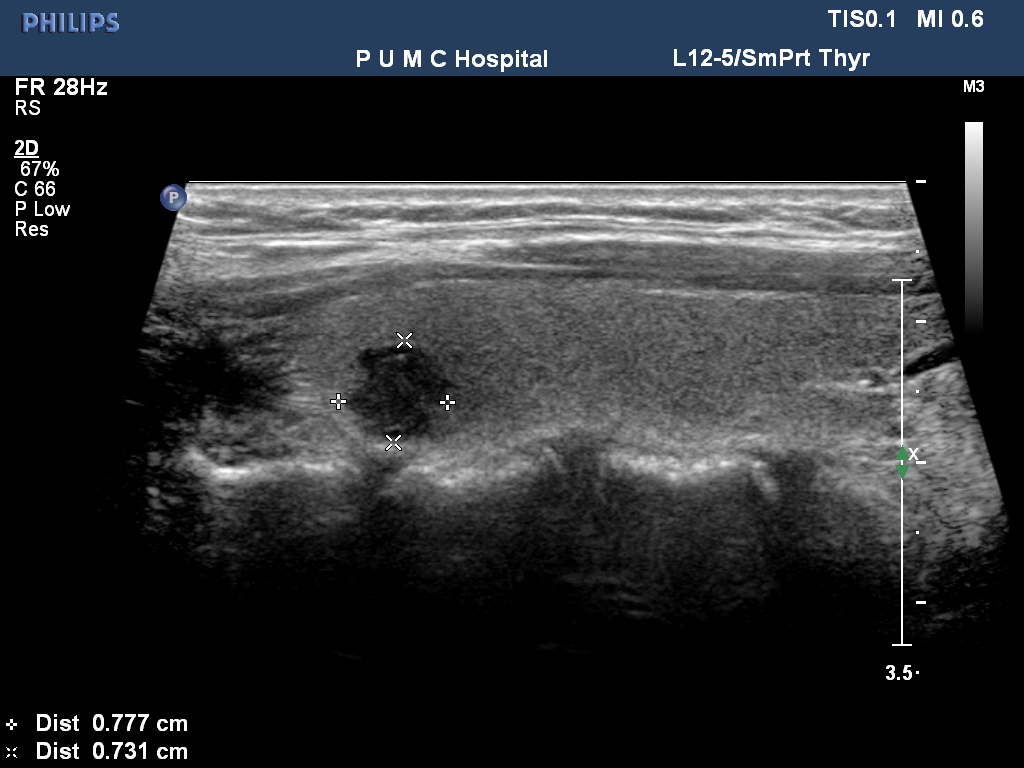 PHILIPS
TIS0.1 MI 0.6
P U M C Hospital
L12-5/SmPrt Thyr
FR 28Hz
RS
M3
2D
67%
C 66
P Low
Res
P
X
3.5
Dist 0.777 cm
Dist 0.731 cm